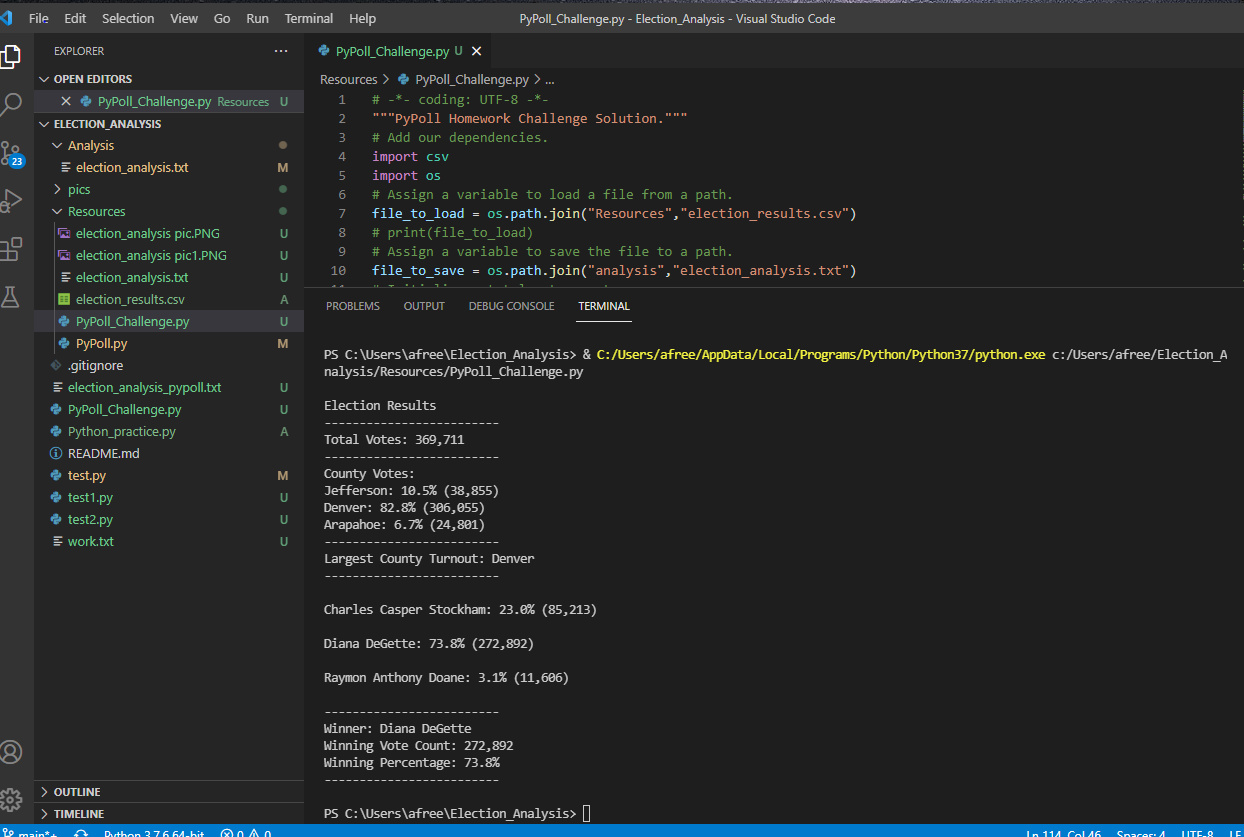 File Edit Selection View Go Run Terminal Help PyPoll_Challenge.py - Election_Analysis - Visual Studio Code
EXPLORER ...
OPEN EDITORS
PyPoll_Challenge.py Resources U
ELECTION_ANALYSIS
Analysis
election_analysis.txt M
pics
Resources
election_analysis pic.PNG U
election_analysis pic1.PNG U
election_analysis.txt U
election_results.csv A
PyPoll_Challenge.py U
PyPoll.py M
.gitignore
election_analysis_pypoll.txt U
PyPoll_Challenge.py U
Python_practice.py A
README.md
test.py M
test1.py U
test2.py U
work.txt U
OUTLINE
TIMELINE
23
PyPoll_Challenge.py U
Resources > PyPoll_Challenge.py > ...
1 # -*- coding: UTF-8 -*-
2 """PyPoll Homework Challenge Solution."""
3 # Add our dependencies.
4 import csv
5 import os
6 # Assign a variable to load a file from a path.
7 file_to_load = os.path.join("Resources","election_results.csv")
8 # print(file_to_load)
9 # Assign a variable to save the file to a path.
10 file_to_save = os.path.join("analysis","election_analysis.txt")
PROBLEMS OUTPUT DEBUG CONSOLE TERMINAL
PS C:\Users\afree\Election_Analysis> & C:/Users/afree/AppData/Local/Programs/Python/Python37/python.exe c:/Users/afree/Election_A
nalysis/Resources/PyPoll_Challenge.py
Election Results
-------------------------
Total Votes: 369,711
-------------------------
County Votes:
Jefferson: 10.5% (38,855)
Denver: 82.8% (306,055)
Arapahoe: 6.7% (24,801)
-------------------------
Largest County Turnout: Denver
-------------------------
Charles Casper Stockham: 23.0% (85,213)
Diana DeGette: 73.8% (272,892)
Raymon Anthony Doane: 3.1% (11,606)
-------------------------
Winner: Diana DeGette
Winning Vote Count: 272,892
Winning Percentage: 73.8%
-------------------------
PS C:\Users\afree\Election_Analysis>
main*+ Python 3.7.6 64-bit 0 0 Ln 114, Col 46 Spaces: 4 UTF-8 LF